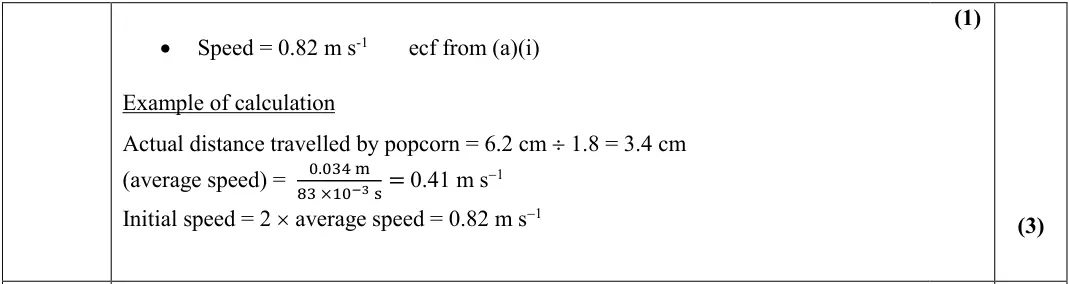 (1)
• Speed = 0.82 m s⁻¹ ecf from (a)(i)
Example of calculation
Actual distance travelled by popcorn = 6.2 cm ÷ 1.8 = 3.4 cm
(average speed) = 0.034 m / 83 ×10⁻³ s = 0.41 m s⁻¹
Initial speed = 2 × average speed = 0.82 m s⁻¹
(3)